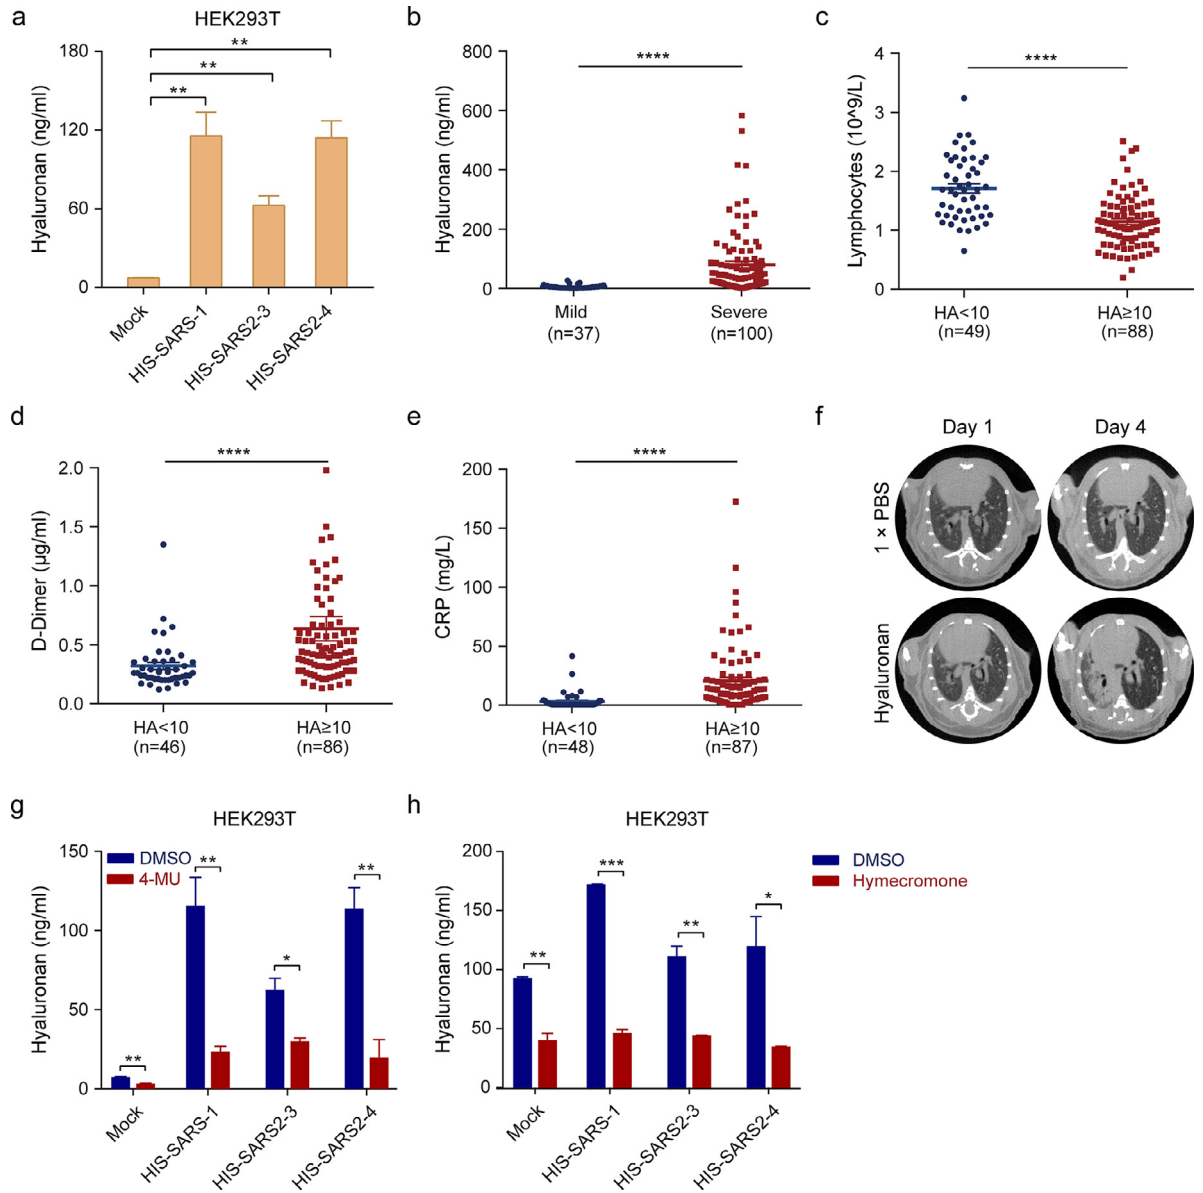 a
HEK293T
Hyaluronan (ng/ml)
180
120
60
0
**
**
**
Mock
HIS-SARS-1
HIS-SARS2-3
HIS-SARS2-4
b
Hyaluronan (ng/ml)
800
600
400
200
0
****
Mild
(n=37)
Severe
(n=100)
c
Lymphocytes (10^9/L)
4
3
2
1
0
****
HA<10
(n=49)
HA≥10
(n=88)
d
D-Dimer (µg/ml)
2.0
1.5
1.0
0.5
0.0
****
HA<10
(n=46)
HA≥10
(n=86)
e
CRP (mg/L)
200
150
100
50
0
****
HA<10
(n=48)
HA≥10
(n=87)
f
Day 1
Day 4
1 × PBS
Hyaluronan
g
HEK293T
Hyaluronan (ng/ml)
150
100
50
0
DMSO
4-MU
**
**
*
**
Mock
HIS-SARS-1
HIS-SARS2-3
HIS-SARS2-4
h
HEK293T
Hyaluronan (ng/ml)
200
150
100
50
0
**
***
**
*
DMSO
Hymecromone
Mock
HIS-SARS-1
HIS-SARS2-3
HIS-SARS2-4